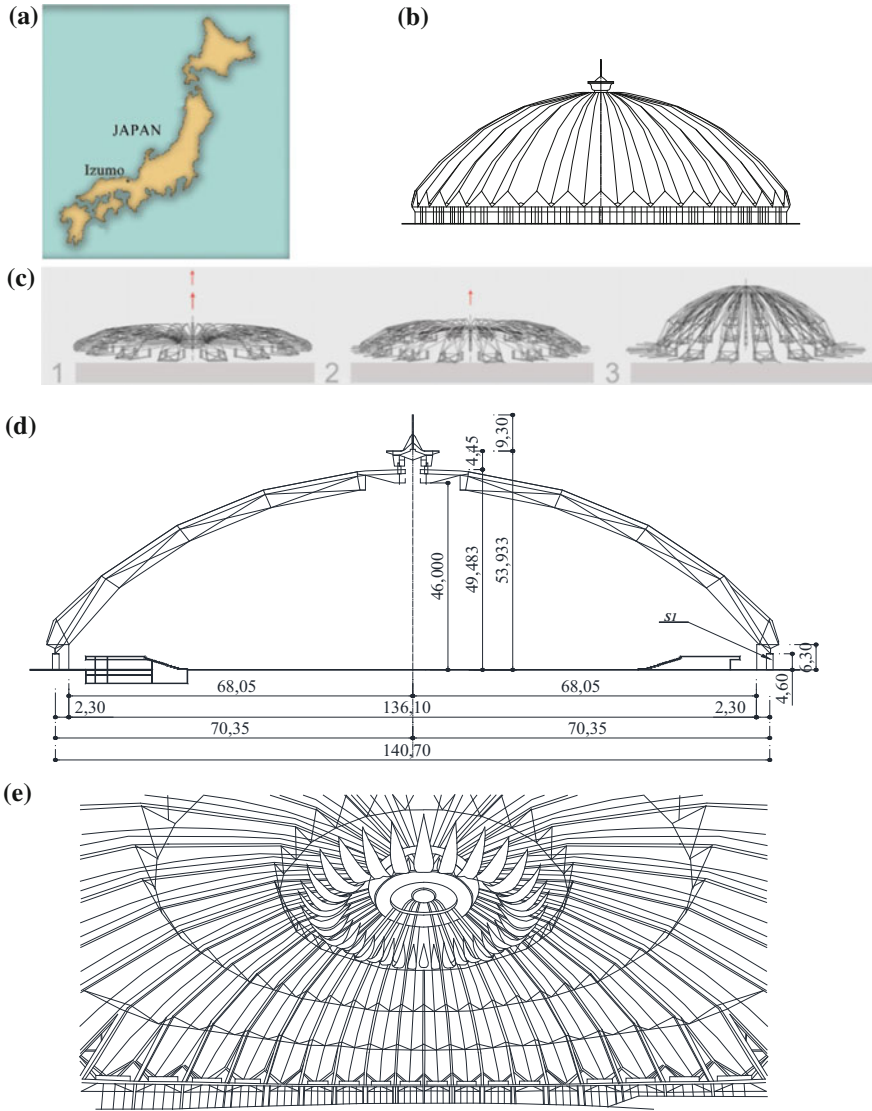 (a)
JAPAN
Izumo
(b)
(c)
1
2
3
(d)
9,30
4,45
46,000
49,483
53,933
S1
6,30
4,60
68,05
68,05
2,30
136,10
2,30
70,35
70,35
140,70
(e)